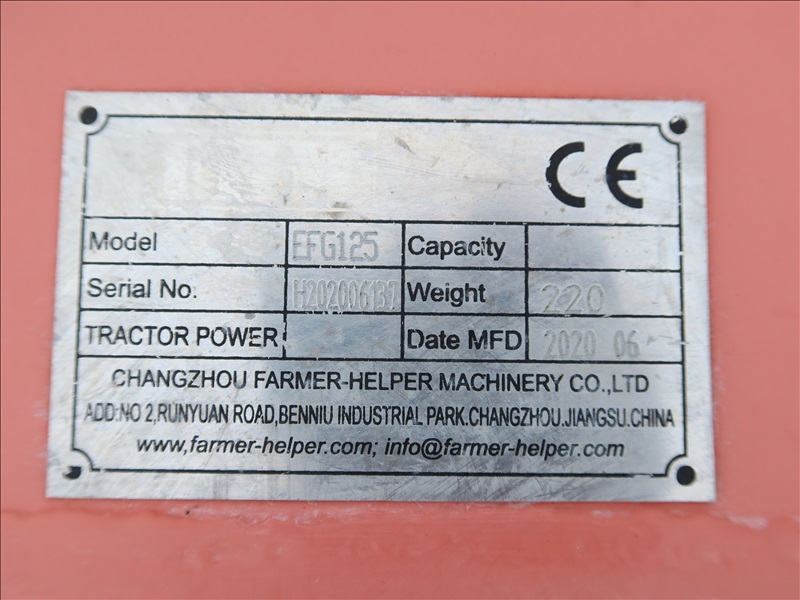 CE
Model EFG125 Capacity
Serial No. H202006137 Weight 220
TRACTOR POWER Date MFD 2020 06
CHANGZHOU FARMER-HELPER MACHINERY CO.,LTD
ADD:NO 2,RUNYUAN ROAD,BENNIU INDUSTRIAL PARK.CHANGZHOU.JIANGSU.CHINA
www,farmer-helper.com; info@farmer-helper.com